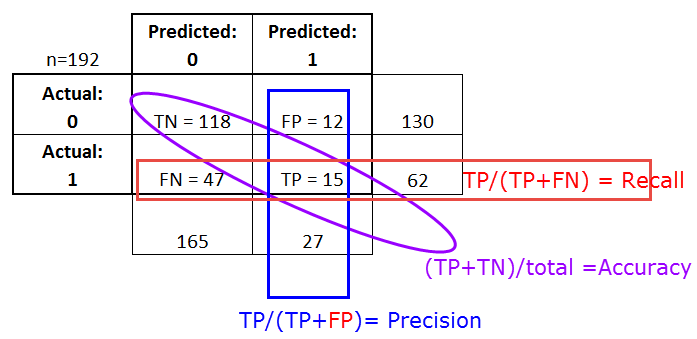 Predicted: Predicted:
n=192 0 1
Actual:
0 TN = 118 FP = 12 130
Actual:
1 FN = 47 TP = 15 62 TP/(TP+FN) = Recall
165 27
(TP+TN)/total =Accuracy
TP/(TP+FP)= Precision